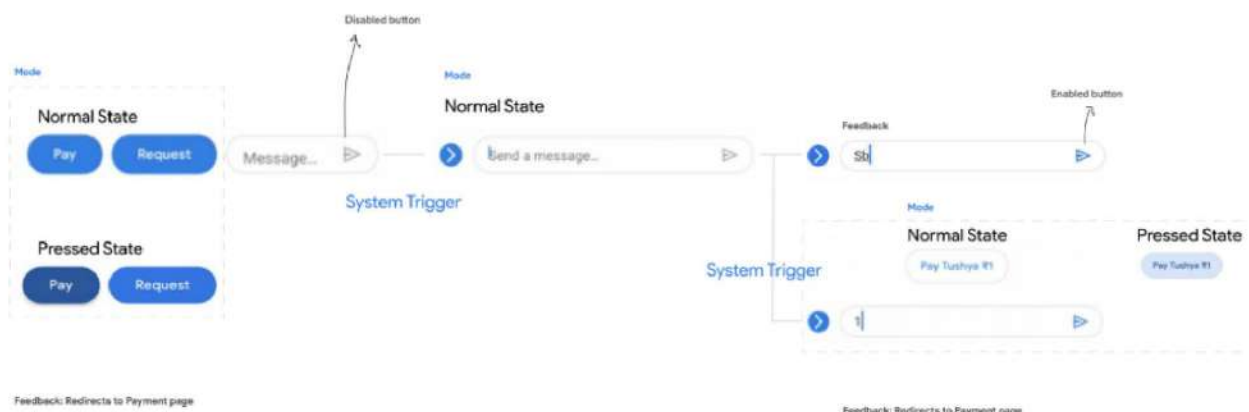 Disabled button
Mode
Normal State
Pay
Request
Message...
Pressed State
Pay
Request
Feedback: Redirects to Payment page
Mode
Normal State
Send a message...
System Trigger
Enabled button
Feedback
Sb
System Trigger
Mode
Normal State
Pressed State
Pay Tushya ₹1
Pay Tushya ₹1
1
Feedback: Redirects to Payment page